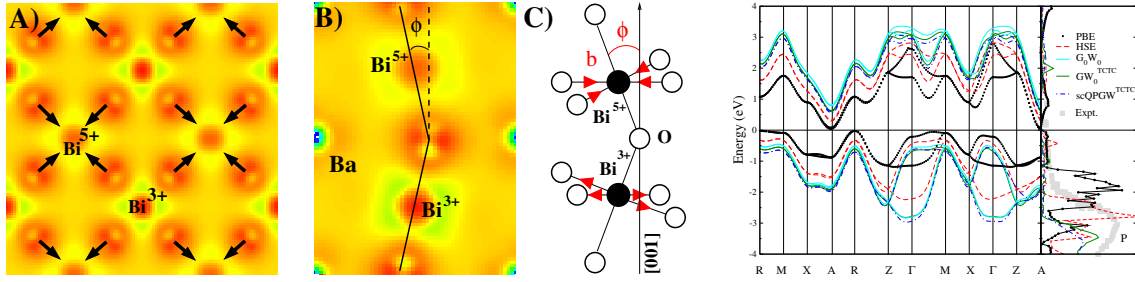 A)
Bi5+
Bi3+
B)
ϕ
Bi5+
Ba
Bi3+
C)
ϕ
b
Bi5+
O
Bi3+
[001]
Energy (eV)
3
2
1
0
-1
-2
-3
-4
R M X A R Z Γ M X Γ Z A
PBE
HSE
G0W0
GW0TCTC
scQPGWTCTC
Expt.
P